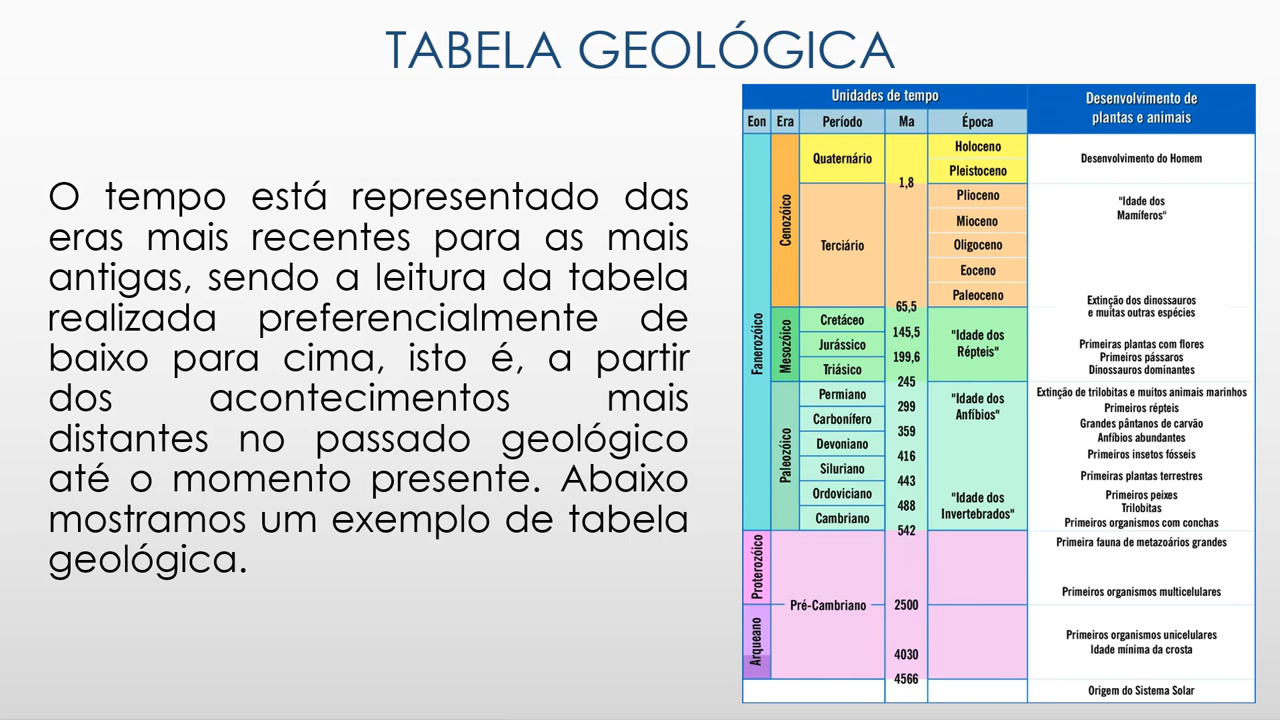 TABELA GEOLÓGICA
O tempo está representado das
eras mais recentes para as mais
antigas, sendo a leitura da tabela
realizada preferencialmente de
baixo para cima, isto é, a partir
dos acontecimentos mais
distantes no passado geológico
até o momento presente. Abaixo
mostramos um exemplo de tabela
geológica.
Unidades de tempo
Desenvolvimento de
plantas e animais
Eon Era Período Ma Época
Fanerozóico
Cenozóico
Quaternário
Holoceno
Pleistoceno
Desenvolvimento do Homem
1,8
Terciário
Plioceno
Mioceno
Oligoceno
Eoceno
Paleoceno
"Idade dos
Mamíferos"
65,5
Extinção dos dinossauros
e muitas outras espécies
Mesozóico
Cretáceo
145,5
Jurássico
199,6
Triásico
245
"Idade dos
Répteis"
Primeiras plantas com flores
Primeiros pássaros
Dinossauros dominantes
Paleozóico
Permiano
299
Carbonífero
359
Devoniano
416
Siluriano
443
Ordoviciano
488
Cambriano
542
"Idade dos
Anfíbios"
"Idade dos
Invertebrados"
Extinção de trilobitas e muitos animais marinhos
Primeiros répteis
Grandes pântanos de carvão
Anfíbios abundantes
Primeiros insetos fósseis
Primeiras plantas terrestres
Primeiros peixes
Trilobitas
Primeiros organismos com conchas
Proterozóico
Arqueano
Pré-Cambriano
2500
4030
4566
Primeira fauna de metazoários grandes
Primeiros organismos multicelulares
Primeiros organismos unicelulares
Idade mínima da crosta
Origem do Sistema Solar